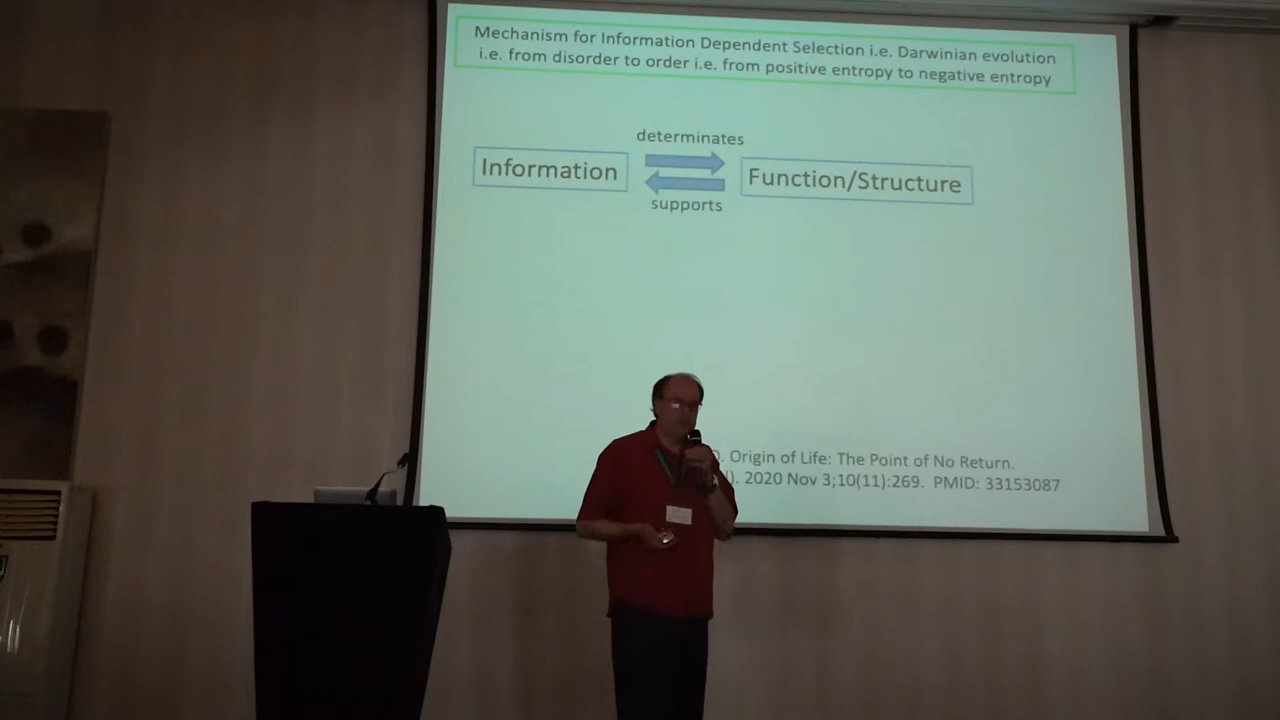 Mechanism for Information Dependent Selection i.e. Darwinian evolution
i.e. from disorder to order i.e. from positive entropy to negative entropy
determinates
Information
Function/Structure
supports
Origin of Life: The Point of No Return.
2020 Nov 3;10(11):269. PMID: 33153087